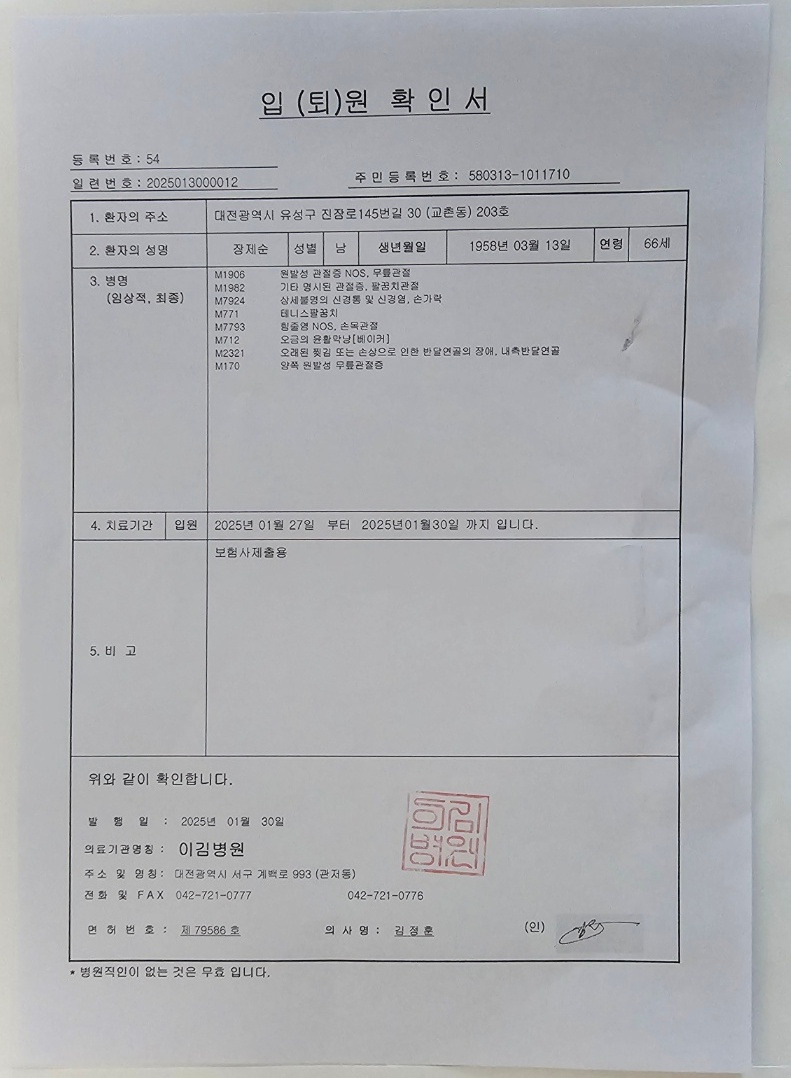 입 (퇴)원 확 인 서
등 록 번 호 : 54
일 련 번 호 : 2025013000012
주 민 등 록 번 호 : 580313-1011710
1. 환자의 주소 대전광역시 유성구 진잠로145번길 30 (교촌동) 203호
2. 환자의 성명 장제순 성별 남 생년월일 1958년 03월 13일 연령 66세
3. 병명
(임상적, 최종)
M1906 원발성 관절증 NOS, 무릎관절
M1982 기타 명시된 관절증, 팔꿈치관절
M7924 상세불명의 신경통 및 신경염, 손가락
M771 테니스팔꿈치
M7793 힘줄염 NOS, 손목관절
M712 오금의 윤활막낭[베이커]
M2321 오래된 찢김 또는 손상으로 인한 반달연골의 장애, 내측반달연골
M170 양쪽 원발성 무릎관절증
4. 치료기간 입원 2025년 01월 27일 부터 2025년01월30일 까지 입니다.
5. 비 고 보험사제출용
위와 같이 확인합니다.
발 행 일 : 2025년 01월 30일
의료기관명칭 : 이김병원
주소 및 명칭: 대전광역시 서구 계백로 993 (관저동)
전화 및 FAX 042-721-0777 042-721-0776
면 허 번 호 : 제 79586 호 의 사 명 : 김 정 훈 (인)
* 병원직인이 없는 것은 무효 입니다.